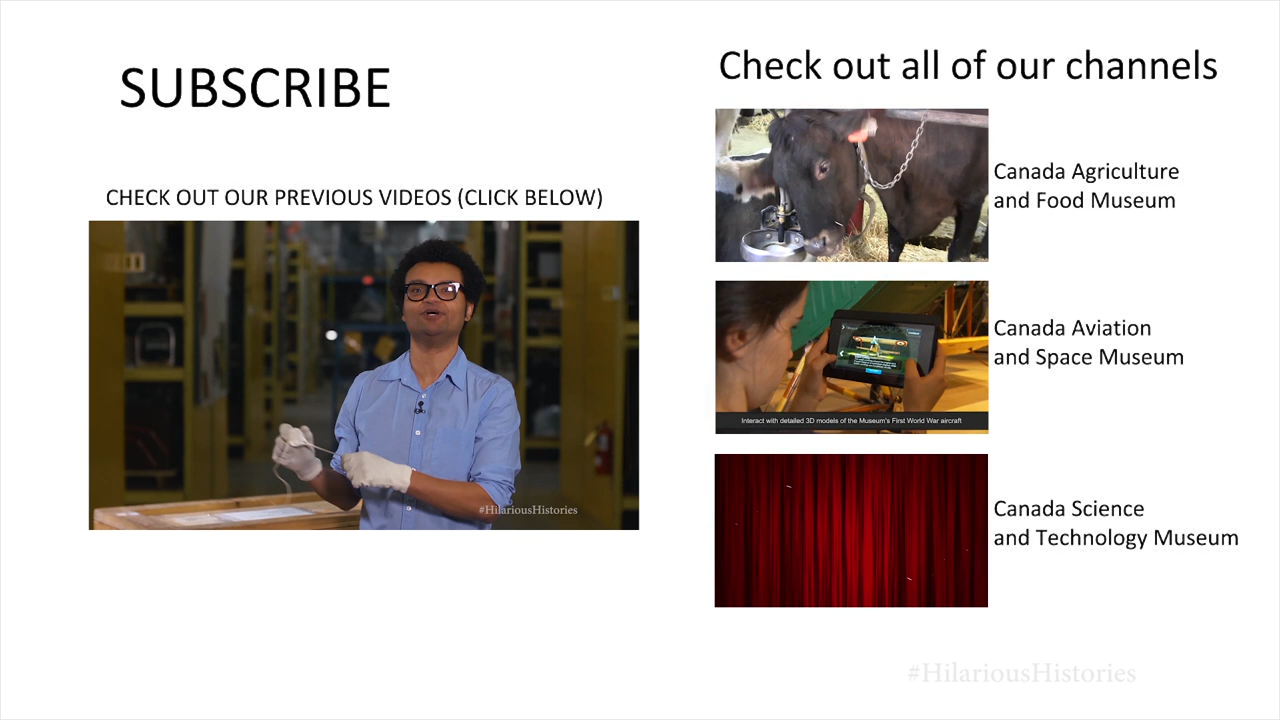 SUBSCRIBE
CHECK OUT OUR PREVIOUS VIDEOS (CLICK BELOW)
#HilariousHistories
Check out all of our channels
Canada Agriculture
and Food Museum
Interact with detailed 3D models of the Museum's First World War aircraft
Canada Aviation
and Space Museum
Canada Science
and Technology Museum
#HilariousHistories